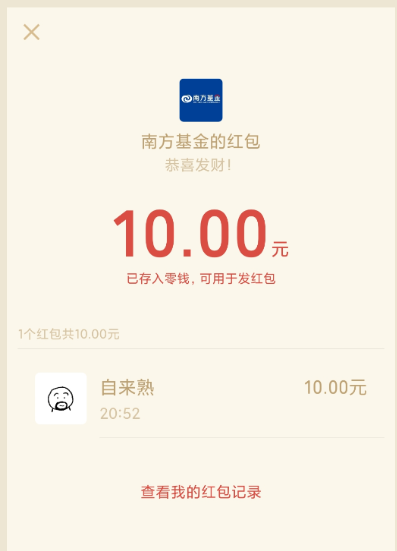 南方基金
南方基金的红包
恭喜发财!
10.00元
已存入零钱，可用于发红包
1个红包共10.00元
自来熟 10.00元
20:52
查看我的红包记录